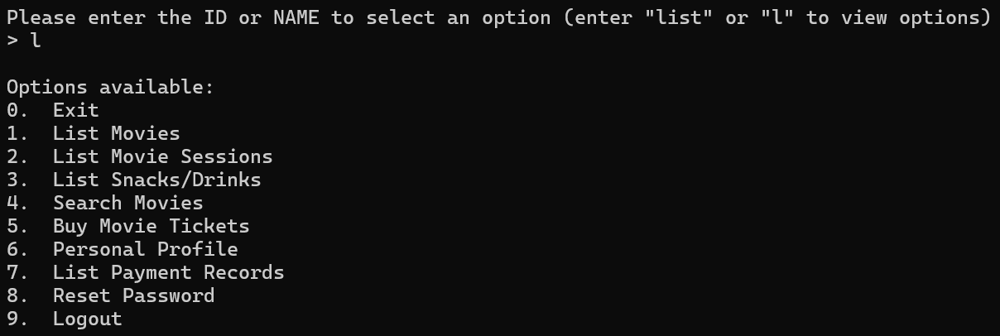 Please enter the ID or NAME to select an option (enter "list" or "l" to view options)
> l
Options available:
0.  Exit
1.  List Movies
2.  List Movie Sessions
3.  List Snacks/Drinks
4.  Search Movies
5.  Buy Movie Tickets
6.  Personal Profile
7.  List Payment Records
8.  Reset Password
9.  Logout